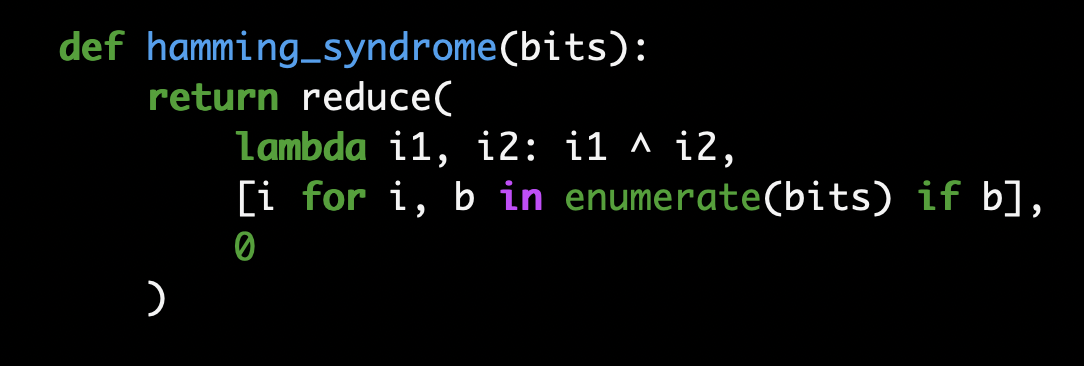 def hamming_syndrome(bits):
    return reduce(
        lambda i1, i2: i1 ^ i2,
        [i for i, b in enumerate(bits) if b],
        0
    )